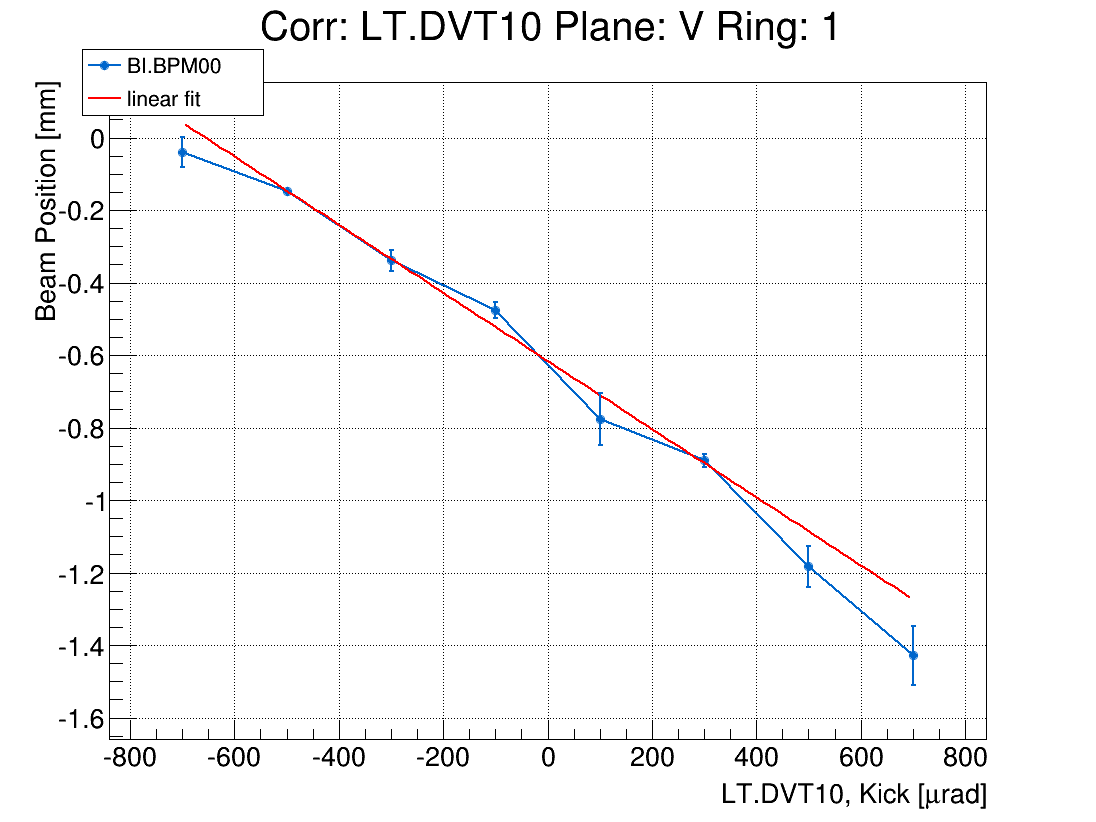 Corr: LT.DVT10 Plane: V Ring: 1
BI.BPM00
linear fit
Beam Position [mm]
0
-0.2
-0.4
-0.6
-0.8
-1
-1.2
-1.4
-1.6
-800 -600 -400 -200 0 200 400 600 800
LT.DVT10, Kick [μrad]